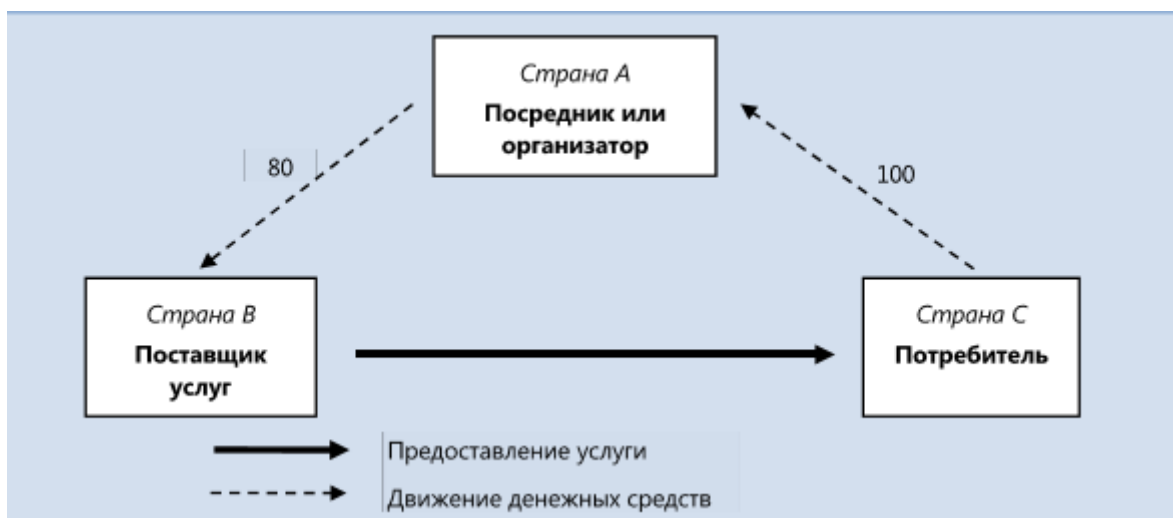 Страна A
Посредник или
организатор
80
100
Страна B
Поставщик
услуг
Страна C
Потребитель
Предоставление услуги
Движение денежных средств